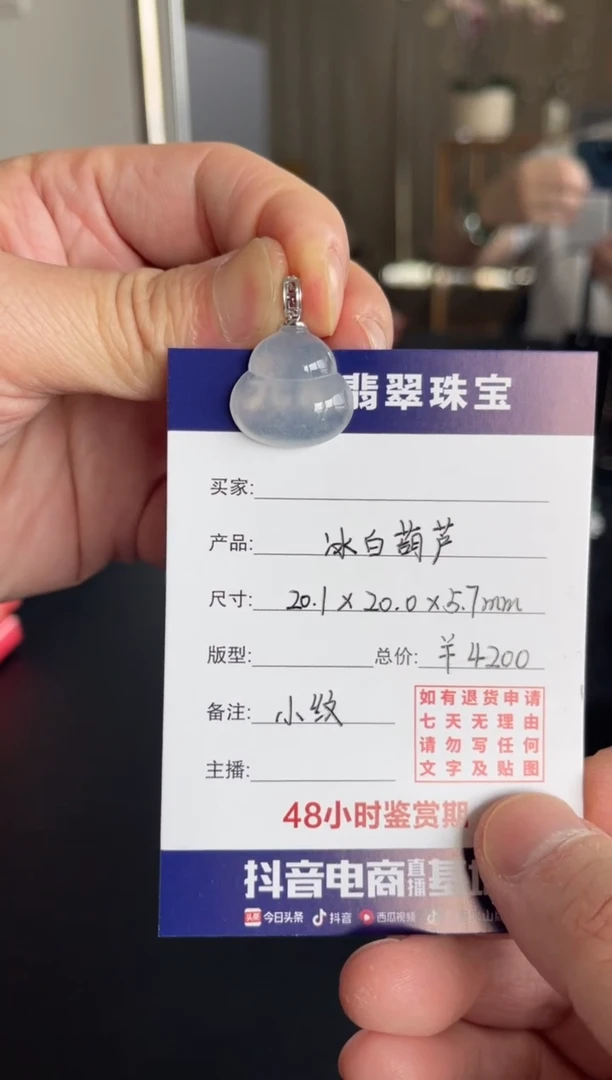 翡翠珠宝
买家:
产品: 冰白葫芦
尺寸: 20.1×20.0×5.7mm
版型: 总价: ¥4200
备注: 小纹
如有退货申请
七天无理由
请勿写任何
文字及贴图
主播:
48小时鉴赏期
抖音电商直播基
头条 今日头条 抖音 西瓜视频